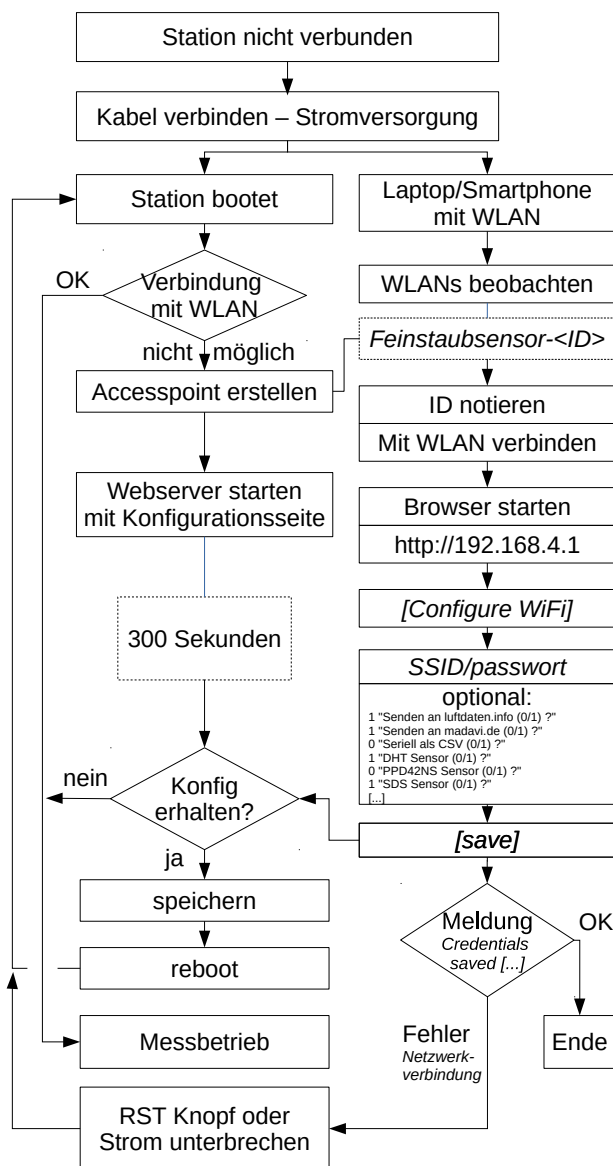 Station nicht verbunden
Kabel verbinden – Stromversorgung
Station bootet
OK
Verbindung
mit WLAN
nicht möglich
Accesspoint erstellen
Webserver starten
mit Konfigurationsseite
300 Sekunden
nein
Konfig
erhalten?
ja
speichern
reboot
Messbetrieb
RST Knopf oder
Strom unterbrechen
Laptop/Smartphone
mit WLAN
WLANs beobachten
Feinstaubsensor-<ID>
ID notieren
Mit WLAN verbinden
Browser starten
http://192.168.4.1
[Configure WiFi]
SSID/passwort
optional:
1 "Senden an luftdaten.info (0/1) ?"
1 "Senden an madavi.de (0/1) ?"
0 "Seriell als CSV (0/1) ?"
1 "DHT Sensor (0/1) ?"
0 "PPD42NS Sensor (0/1) ?"
1 "SDS Sensor (0/1) ?"
[...]
[save]
Meldung
Credentials
saved [...]
OK
Ende
Fehler
Netzwerk-
verbindung